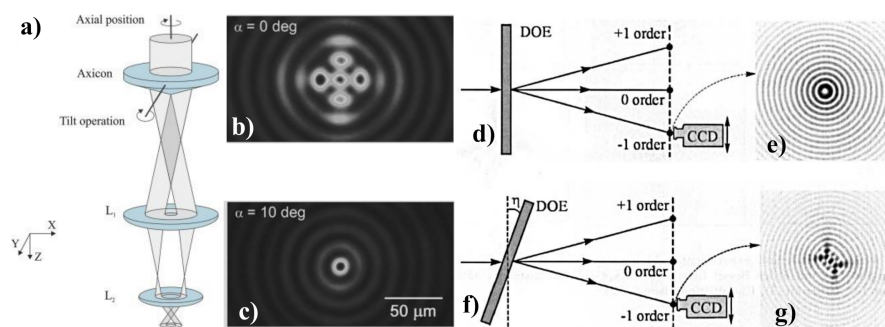 a)
Axial position
Axicon
Tilt operation
L₁
X
Y
Z
L₂
α = 0 deg
b)
α = 10 deg
c)
50 μm
DOE
+1 order
0 order
-1 order
CCD
d)
e)
η
DOE
+1 order
0 order
-1 order
CCD
f)
g)